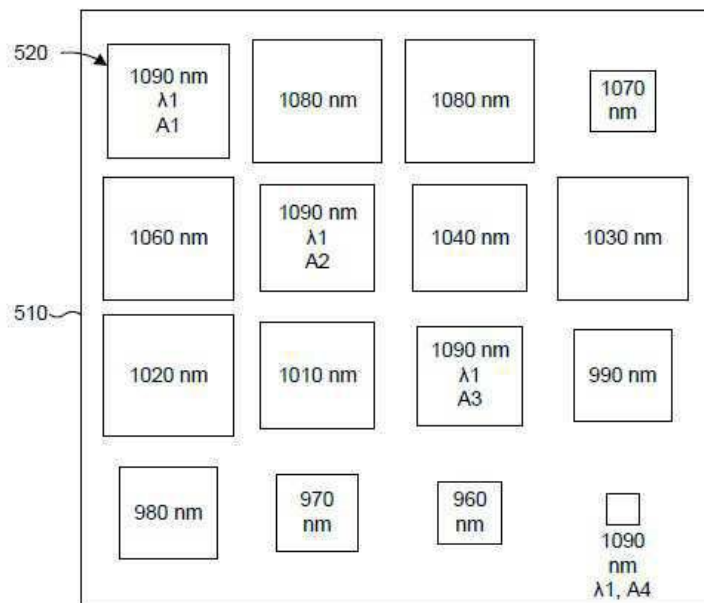 520
1090 nm
λ1
A1
1080 nm
1080 nm
1070
nm
1060 nm
1090 nm
λ1
A2
1040 nm
1030 nm
510
1020 nm
1010 nm
1090 nm
λ1
A3
990 nm
980 nm
970
nm
960
nm
1090
nm
λ1, A4